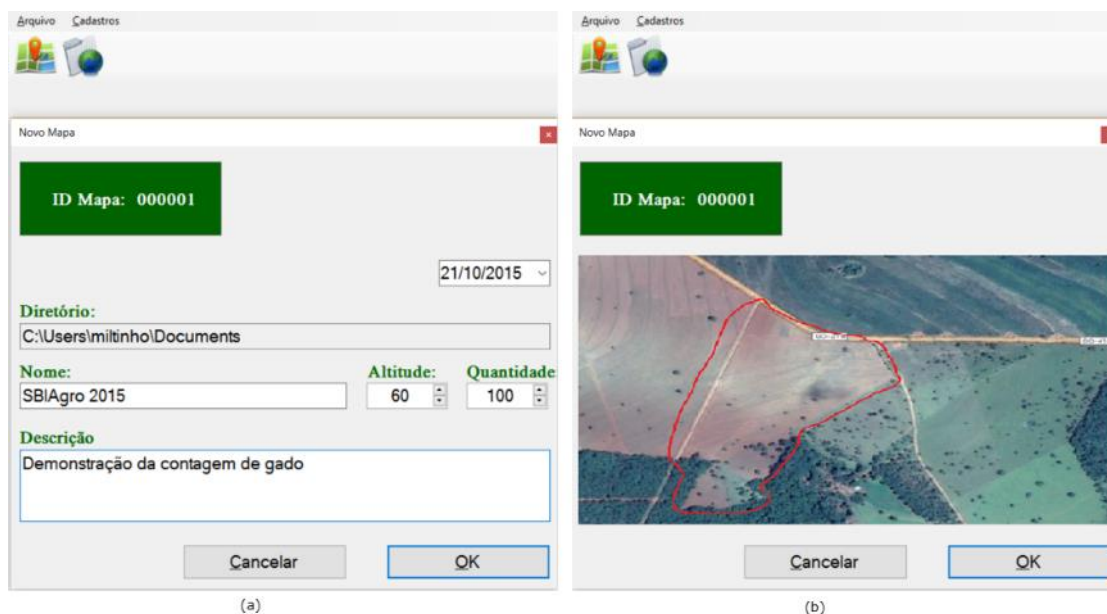 Arquivo Cadastros
Novo Mapa
ID Mapa: 000001
21/10/2015
Diretório:
C:\Users\miltinho\Documents
Nome: Altitude: Quantidade
SBIAgro 2015 60 100
Descrição
Demonstração da contagem de gado
Cancelar OK
(a)
Arquivo Cadastros
Novo Mapa
ID Mapa: 000001
Cancelar OK
(b)